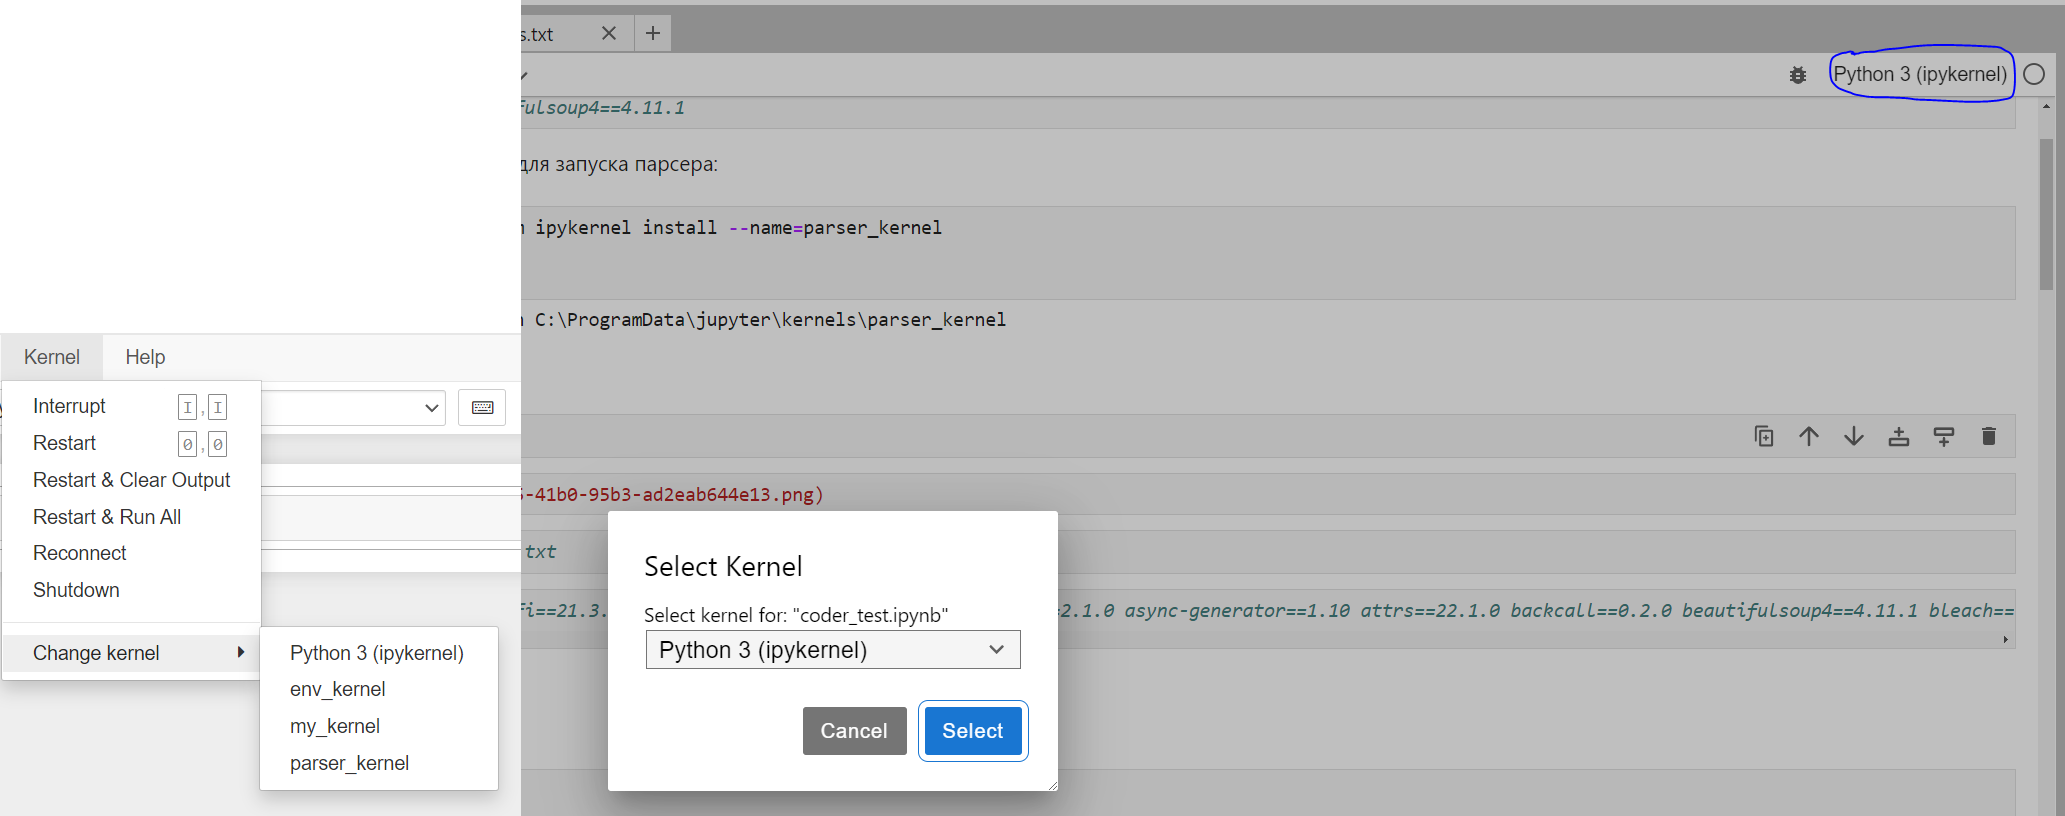 s.txt
Python 3 (ipykernel)
fulsoup4==4.11.1
для запуска парсера:
ipykernel install --name=parser_kernel
C:\ProgramData\jupyter\kernels\parser_kernel
Kernel Help
Interrupt I , I
Restart 0 , 0
Restart & Clear Output
Restart & Run All
Reconnect
Shutdown
Change kernel
Python 3 (ipykernel)
env_kernel
my_kernel
parser_kernel
-41b0-95b3-ad2eab644e13.png)
txt
fi==21.3. =2.1.0 async-generator==1.10 attrs==22.1.0 backcall==0.2.0 beautifulsoup4==4.11.1 bleach==
Select Kernel
Select kernel for: "coder_test.ipynb"
Python 3 (ipykernel)
Cancel Select